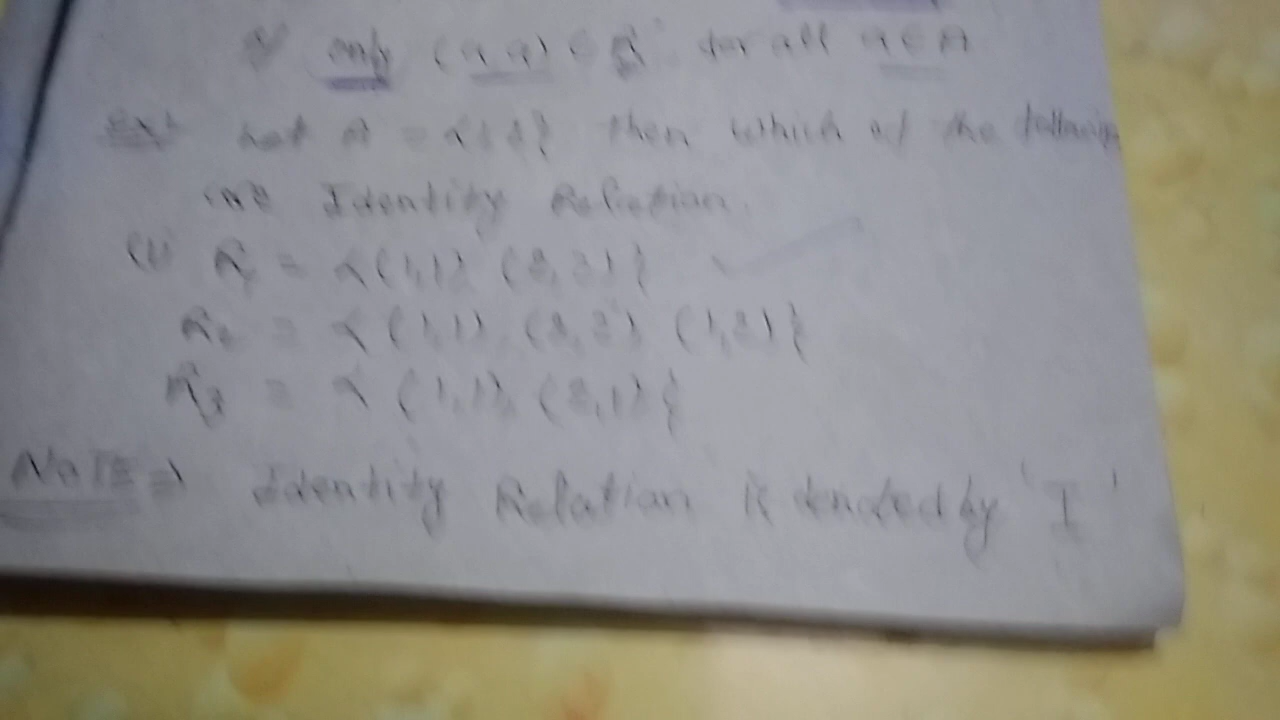 only (a,a) ∈ R for all a ∈ A
Ex: Let A = {1,2} then which of the following
are Identity Relation.
(1) R₁ = {(1,1), (2,2)} ✓
R₂ = {(1,1), (2,2), (1,2)}
R₃ = {(1,1), (2,1)}
NOTE ⇒ Identity Relation is denoted by 'I'